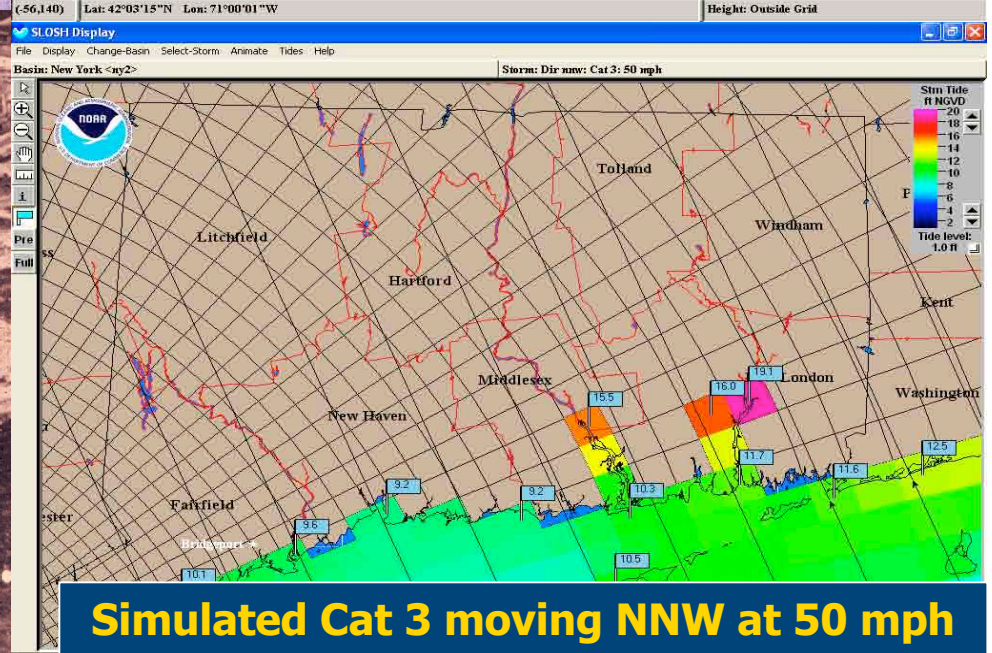 (-56,140) Lat: 42°03'15"N Lon: 71°00'01"W Height: Outside Grid
SLOSH Display
File Display Change-Basin Select-Storm Animate Tides Help
Basin: New York <ny2> Storm: Dir nnw: Cat 3: 50 mph
Stm Tide
ft NGVD
20
18
16
14
12
10
8
6
4
2
Tide level:
1.0 ft
NOAA
i
Pre
Full
Tolland
Windham
Litchfield
Hartford
Kent
19.1
London
16.0
Middlesex
Washington
15.5
New Haven
12.5
11.7
11.6
9.2
9.2
10.3
Fairfield
9.6
Bridgeport
10.5
10.1
Simulated Cat 3 moving NNW at 50 mph